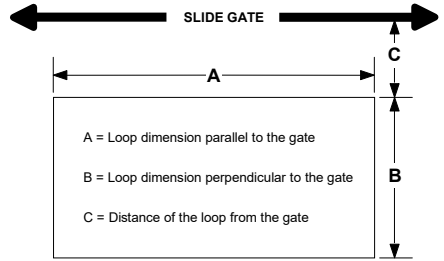 SLIDE GATE
C
A
A = Loop dimension parallel to the gate
B = Loop dimension perpendicular to the gate
B
C = Distance of the loop from the gate